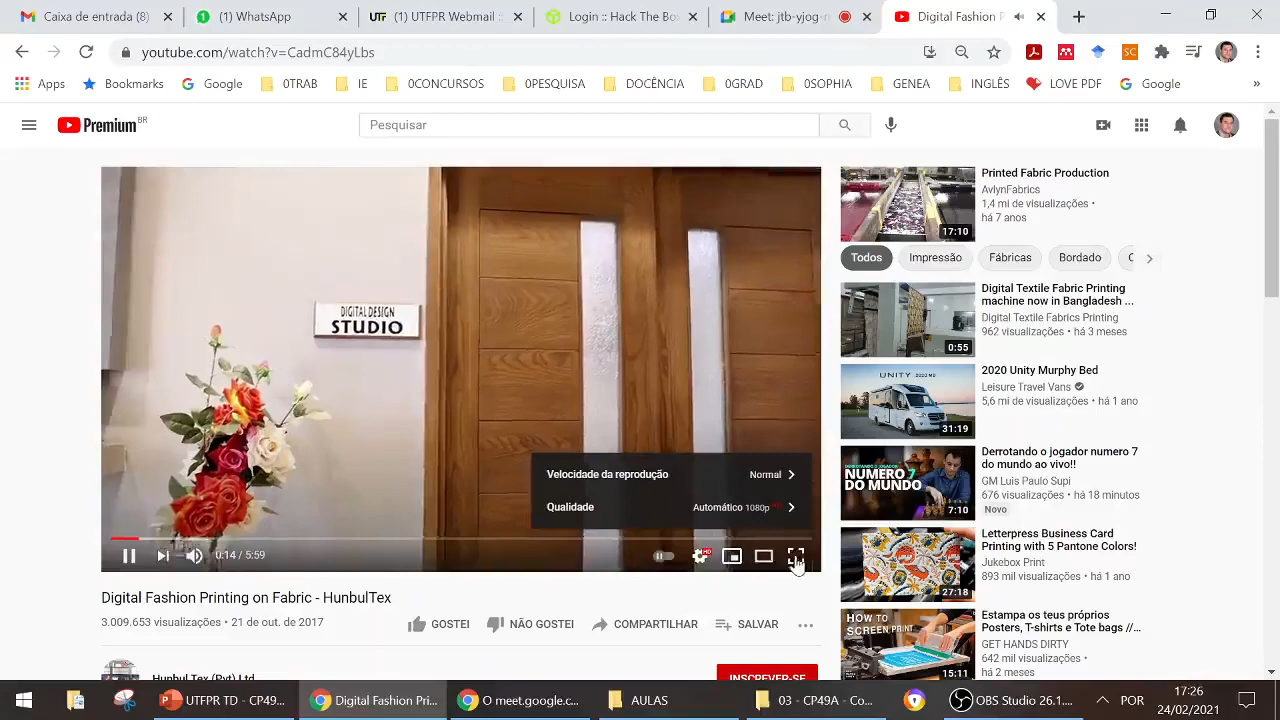 Caixa de entrada (8)
(1) WhatsApp
UTFPR Webmail ::
Login :: Hack The Box
Meet: jtb-yjog-m
Digital Fashion P
youtube.com/watch?v=CadmC84yLbs
Apps
Bookmarks
Google
0TRAB
IE
0CONCURSOS
0PESQUISA
DOCÊNCIA
0GRAD
0SOPHIA
GENEA
INGLÊS
LOVE PDF
Google
»
Premium BR
Pesquisar
DIGITAL DESIGN
STUDIO
Velocidade da reprodução Normal
Qualidade Automático 1080p HD
0:14 / 5:59
HD
Digital Fashion Printing on Fabric - HunbulTex
3.009.651 visualizações • 21 de out. de 2017
GOSTEI
NÃO GOSTEI
COMPARTILHAR
SALVAR
INSCREVER-SE
Printed Fabric Production
AvlynFabrics
1,4 mi de visualizações •
há 7 anos
17:10
Todos
Impressão
Fábricas
Bordado
Digital Textile Fabric Printing
machine now in Bangladesh ...
Digital Textile Fabrics Printing
962 visualizações • há 3 meses
0:55
UNITY
2020 Unity Murphy Bed
Leisure Travel Vans
5,6 mi de visualizações • há 1 ano
31:19
NUMERO 7
DO MUNDO
Derrotando o jogador numero 7
do mundo ao vivo!!
GM Luis Paulo Supi
676 visualizações • há 18 minutos
Novo
7:10
Letterpress Business Card
Printing with 5 Pantone Colors!
Jukebox Print
893 mil visualizações • há 1 ano
27:18
HOW TO
SCREEN PRINT
Estampa os teus próprios
Posters, T-shirts e Tote bags //...
GET HANDS DIRTY
642 mil visualizações •
há 2 meses
15:11
UTFPR TD - CP49...
Digital Fashion Pri...
O meet.google.c...
AULAS
03 - CP49A - Co...
OBS Studio 26.1....
POR
17:26
24/02/2021